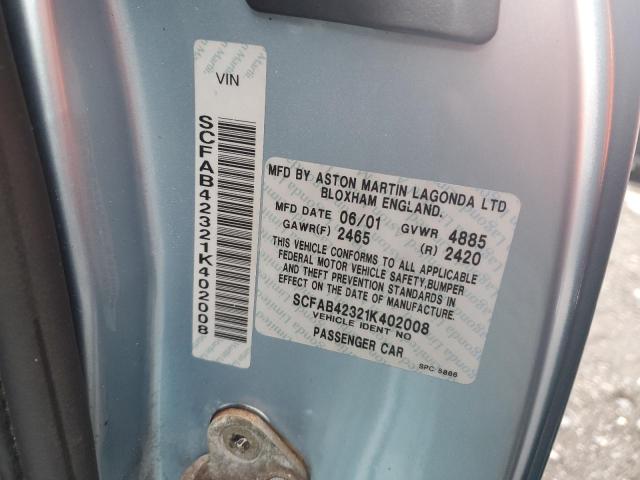 VIN
SCFAB42321K402008
MFD BY ASTON MARTIN LAGONDA LTD
BLOXHAM ENGLAND.
MFD DATE 06/01 GVWR 4885
GAWR(F) 2465 (R) 2420
THIS VEHICLE CONFORMS TO ALL APPLICABLE
FEDERAL MOTOR VEHICLE SAFETY,BUMPER
AND THEFT PREVENTION STANDARDS IN
EFFECT ON THE DATE OF MANUFACTURE.
SCFAB42321K402008
VEHICLE IDENT NO
PASSENGER CAR